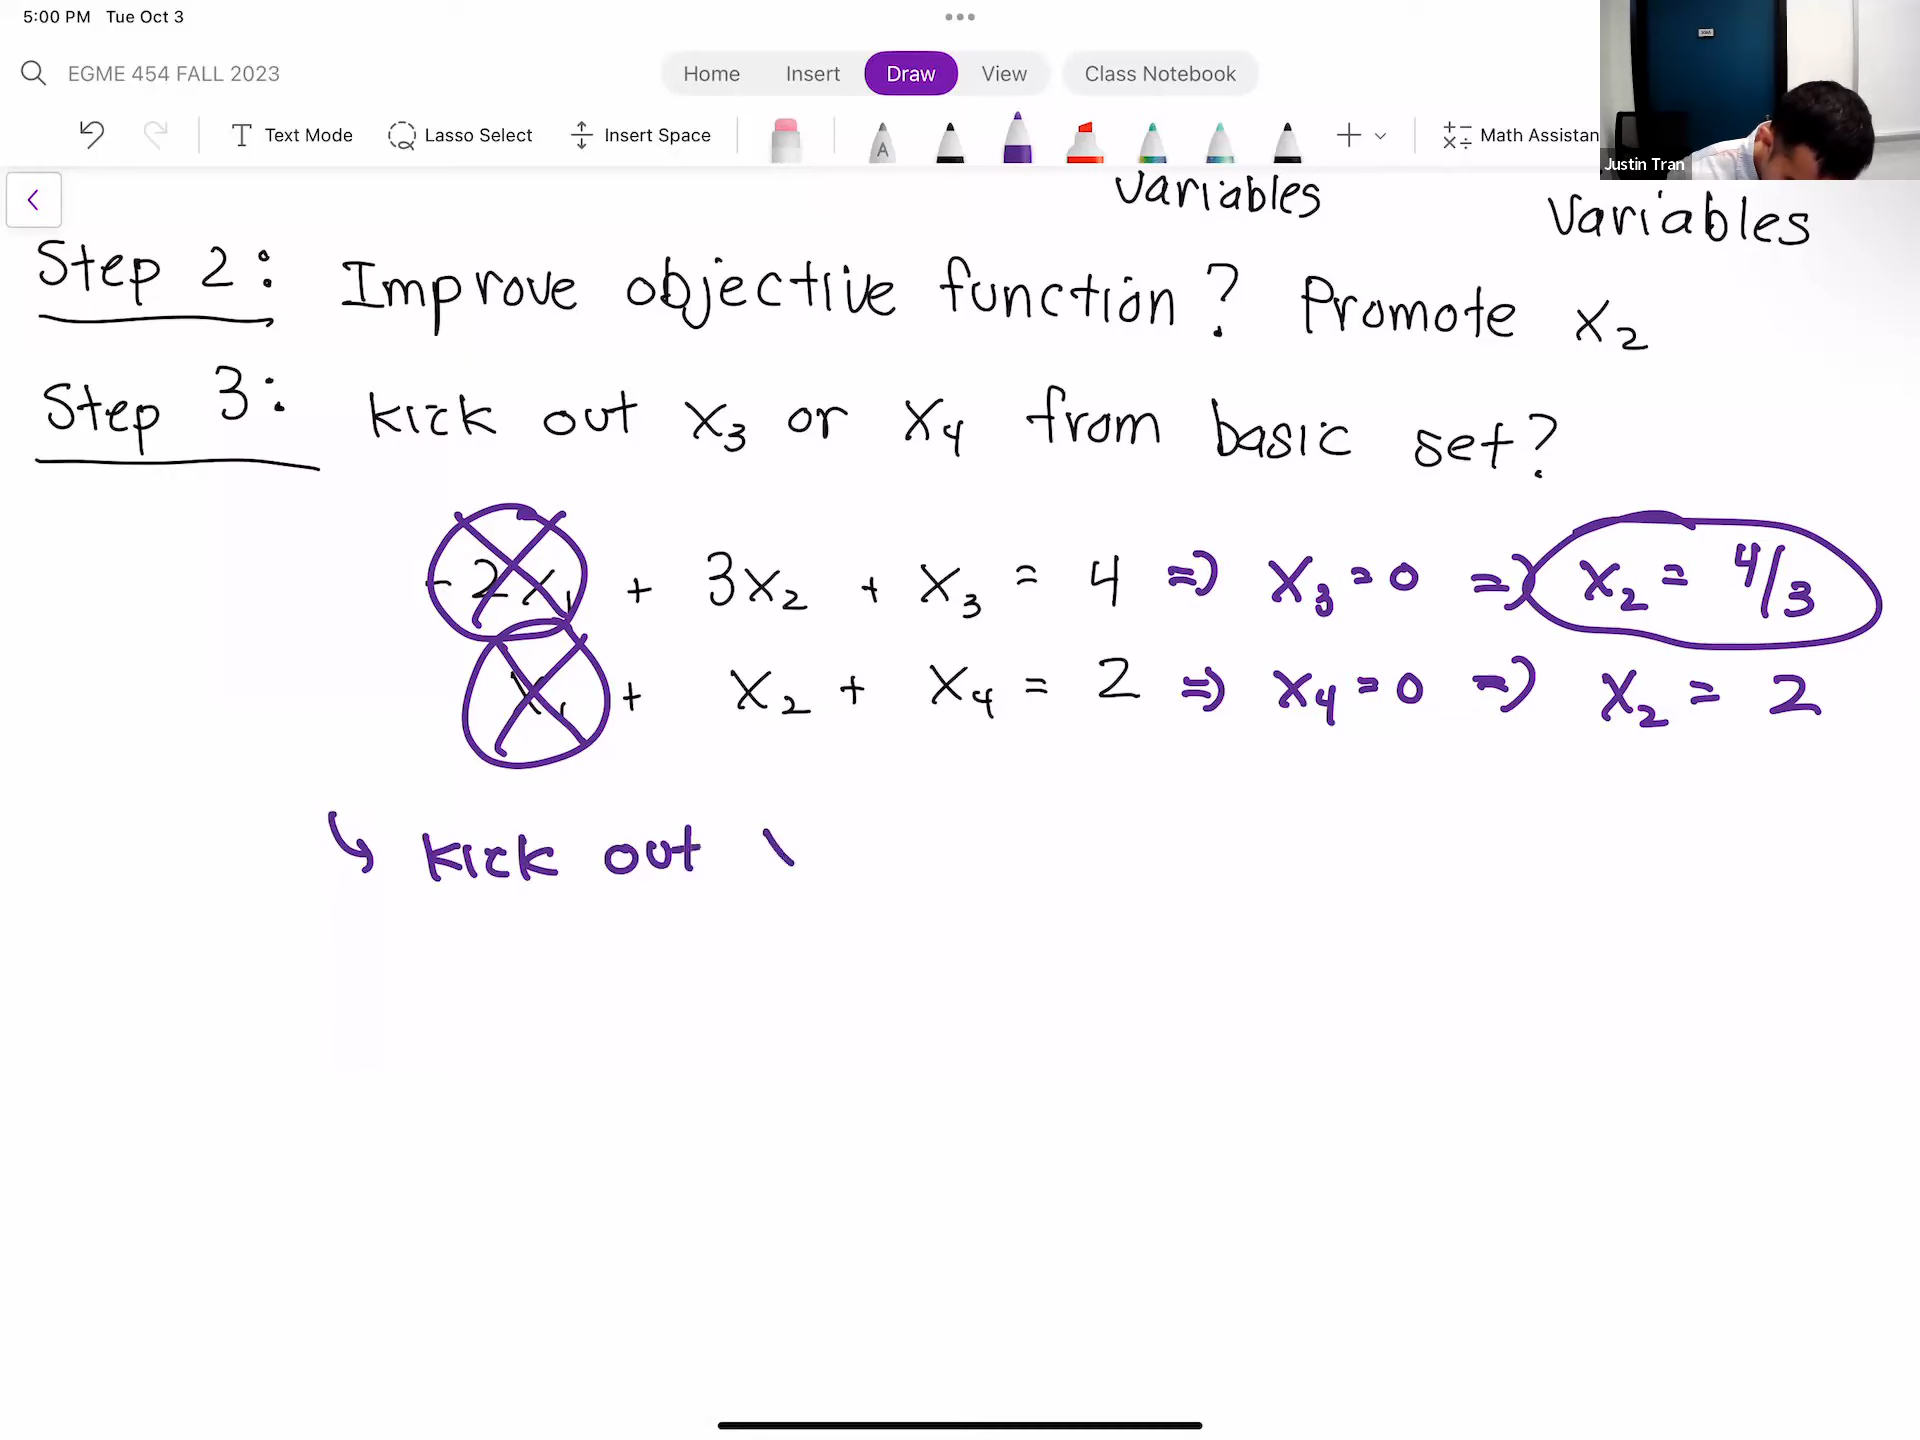 5:00 PM Tue Oct 3
EGME 454 FALL 2023
Home Insert Draw View Class Notebook
Text Mode Lasso Select Insert Space Math Assistan
Justin Tran
Variables Variables
Step 2: Improve objective function? Promote x₂
Step 3: kick out x₃ or x₄ from basic set?
-2x₁ + 3x₂ + x₃ = 4 => x₃ = 0 => x₂ = 4/3
x₁ + x₂ + x₄ = 2 => x₄ = 0 => x₂ = 2
↳ kick out \